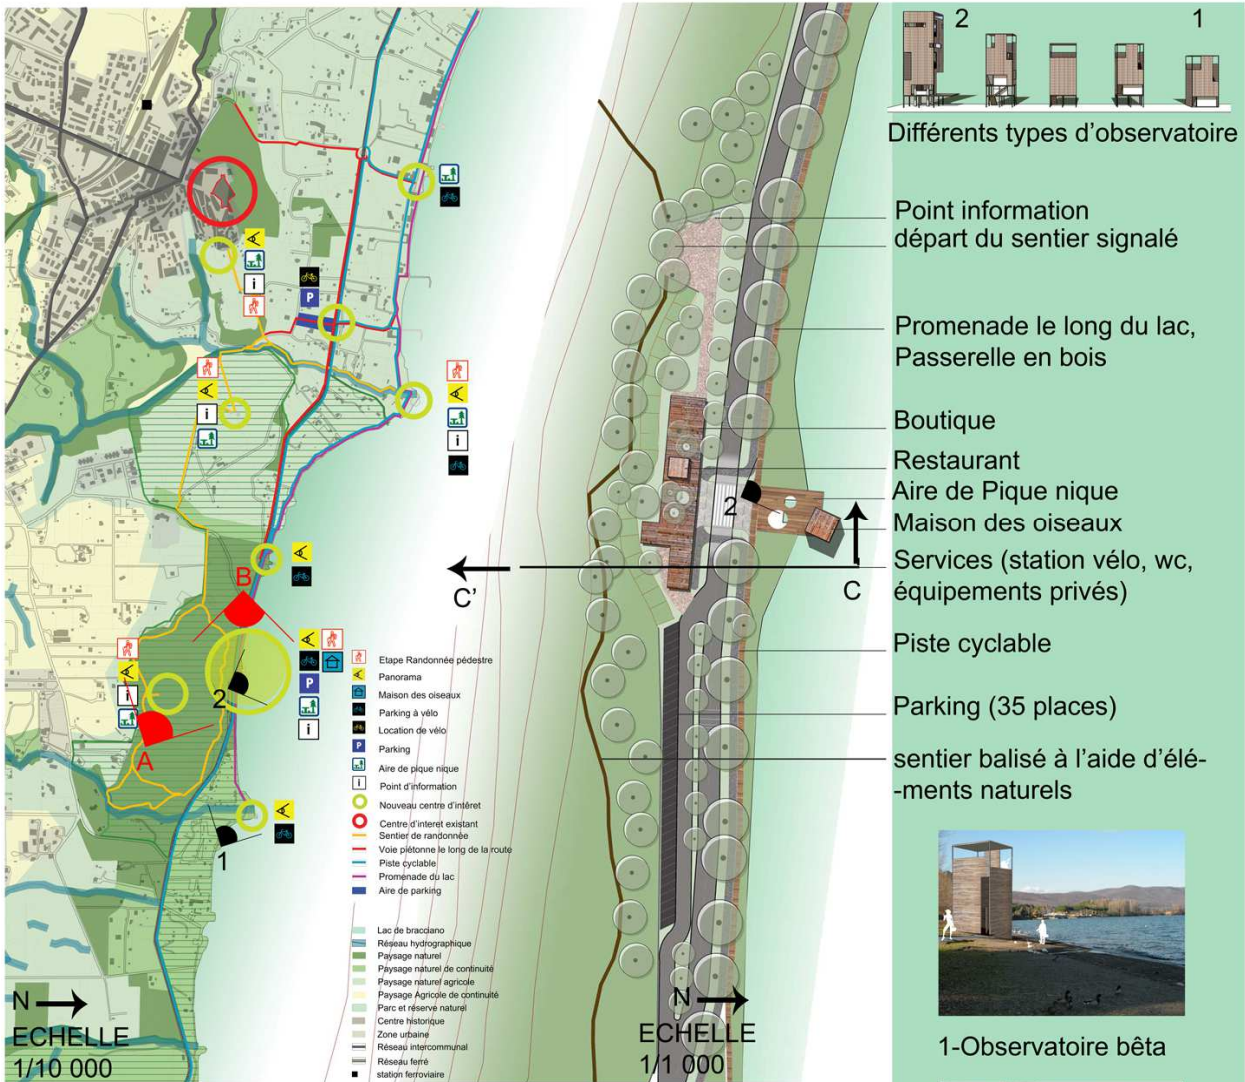 2
1
Différents types d'observatoire
Point information
départ du sentier signalé
Promenade le long du lac,
Passerelle en bois
Boutique
Restaurant
Aire de Pique nique
Maison des oiseaux
Services (station vélo, wc,
équipements privés)
Piste cyclable
Parking (35 places)
sentier balisé à l'aide d'élé-
-ments naturels
1-Observatoire bêta
i
P
i
i
B
A
2
1
P
i
i
Etape Randonnée pédestre
Panorama
Maison des oiseaux
Parking à vélo
Location de vélo
P Parking
Aire de pique nique
i Point d'information
Nouveau centre d'intêret
Centre d'interet existant
Sentier de randonnée
Voie piétonne le long de la route
Piste cyclable
Promenade du lac
Aire de parking
Lac de bracciano
Réseau hydrographique
Paysage naturel
Paysage naturel de continuité
Paysage naturel agricole
Paysage Agricole de continuité
Parc et réserve naturel
Centre historique
Zone urbaine
Réseau intercommunal
Réseau ferré
station ferroviaire
N
ECHELLE
1/10 000
C'
C
2
N
ECHELLE
1/1 000